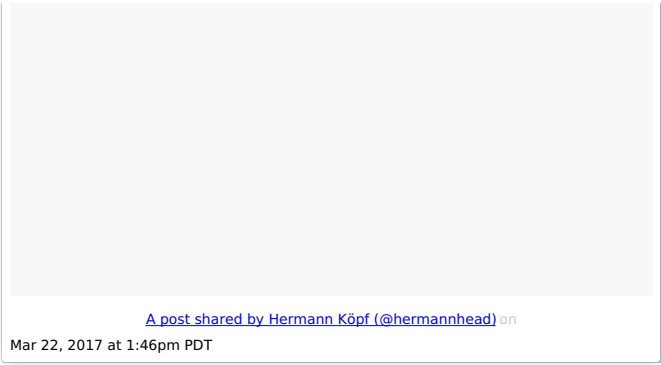 A post shared by Hermann Köpf (@hermannhead) on
Mar 22, 2017 at 1:46pm PDT